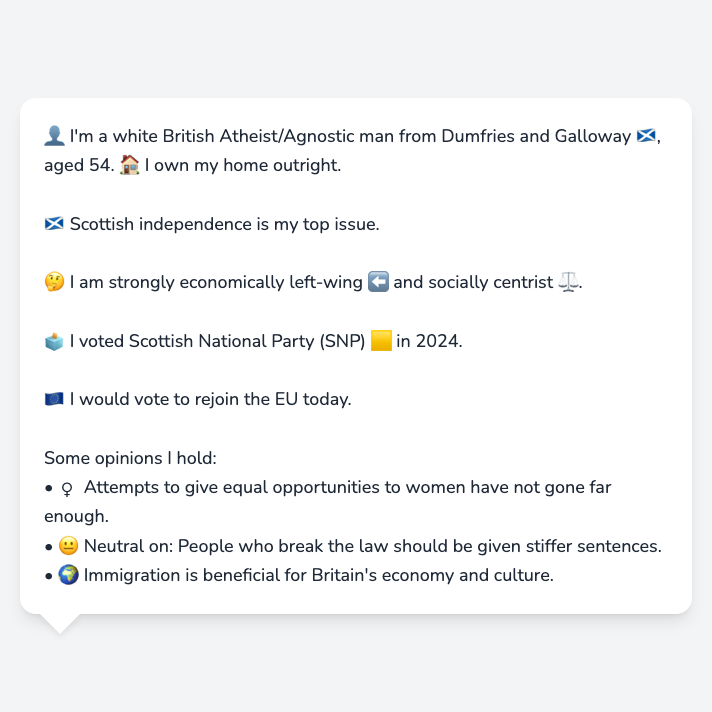 👤 I'm a white British Atheist/Agnostic man from Dumfries and Galloway 🏴󠁧󠁢󠁳󠁣󠁴󠁿,
aged 54. 🏠 I own my home outright.
🏴󠁧󠁢󠁳󠁣󠁴󠁿 Scottish independence is my top issue.
🤔 I am strongly economically left-wing ⬅️ and socially centrist ⚖️.
🗳️ I voted Scottish National Party (SNP) 🟨 in 2024.
🇪🇺 I would vote to rejoin the EU today.
Some opinions I hold:
• ♀ Attempts to give equal opportunities to women have not gone far
enough.
• 😐 Neutral on: People who break the law should be given stiffer sentences.
• 🌍 Immigration is beneficial for Britain's economy and culture.